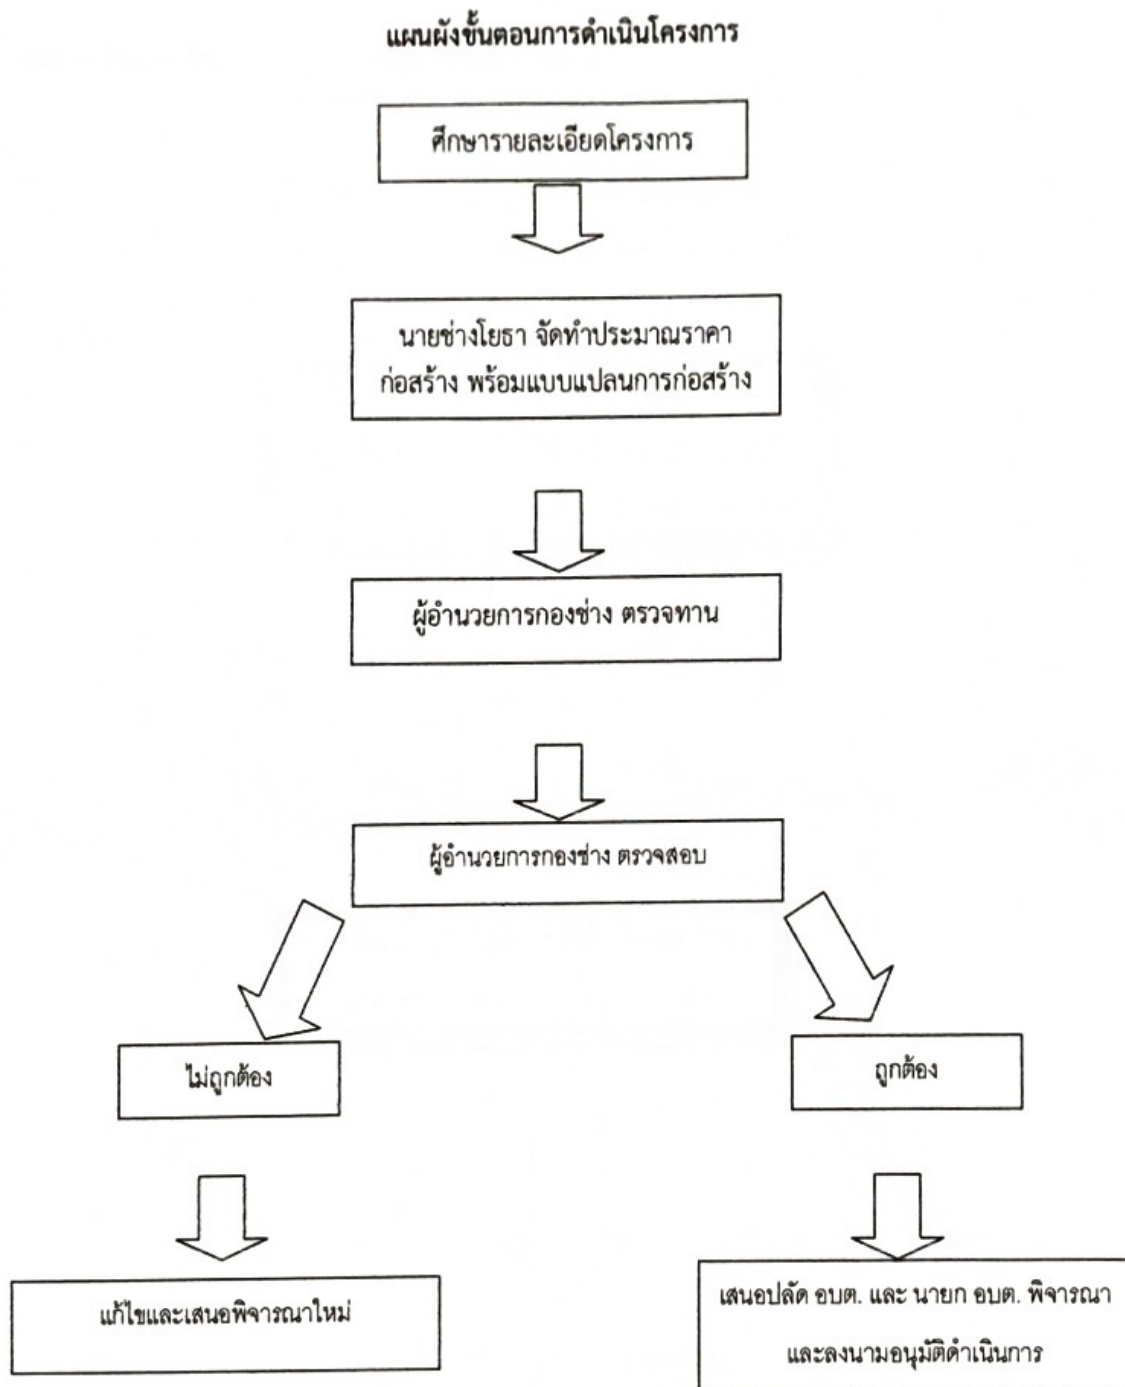 แผนผังขั้นตอนการดำเนินโครงการ
ศึกษารายละเอียดโครงการ
นายช่างโยธา จัดทำประมาณราคา
ก่อสร้าง พร้อมแบบแปลนการก่อสร้าง
ผู้อำนวยการกองช่าง ตรวจทาน
ผู้อำนวยการกองช่าง ตรวจสอบ
ไม่ถูกต้อง
ถูกต้อง
แก้ไขและเสนอพิจารณาใหม่
เสนอปลัด อบต. และ นายก อบต. พิจารณา
และลงนามอนุมัติดำเนินการ